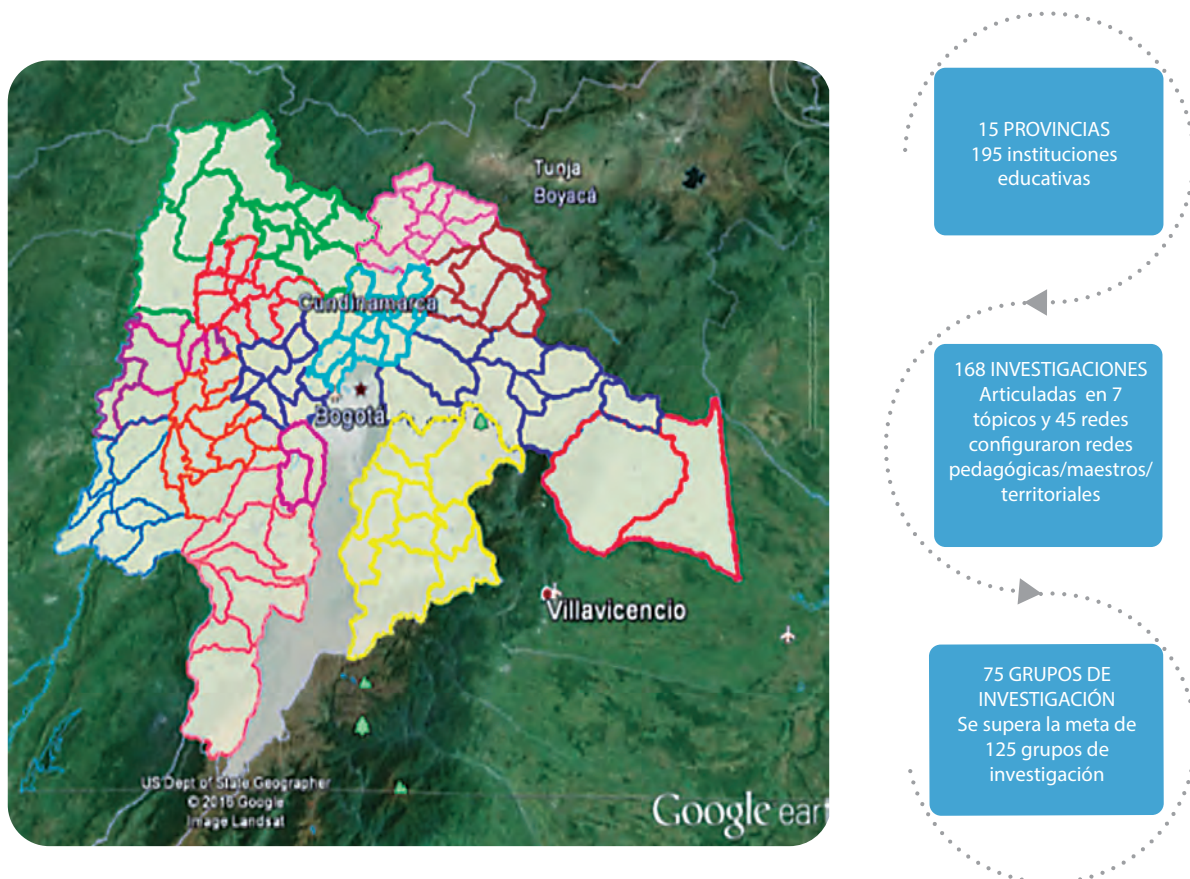 Tunja
Boyacá
Cundinamarca
Bogotá
Villavicencio
US Dept of State Geographer
© 2016 Google
Image Landsat
Google eart
15 PROVINCIAS
195 instituciones
educativas
168 INVESTIGACIONES
Articuladas en 7
tópicos y 45 redes
configuraron redes
pedagógicas/maestros/
territoriales
75 GRUPOS DE
INVESTIGACIÓN
Se supera la meta de
125 grupos de
investigación